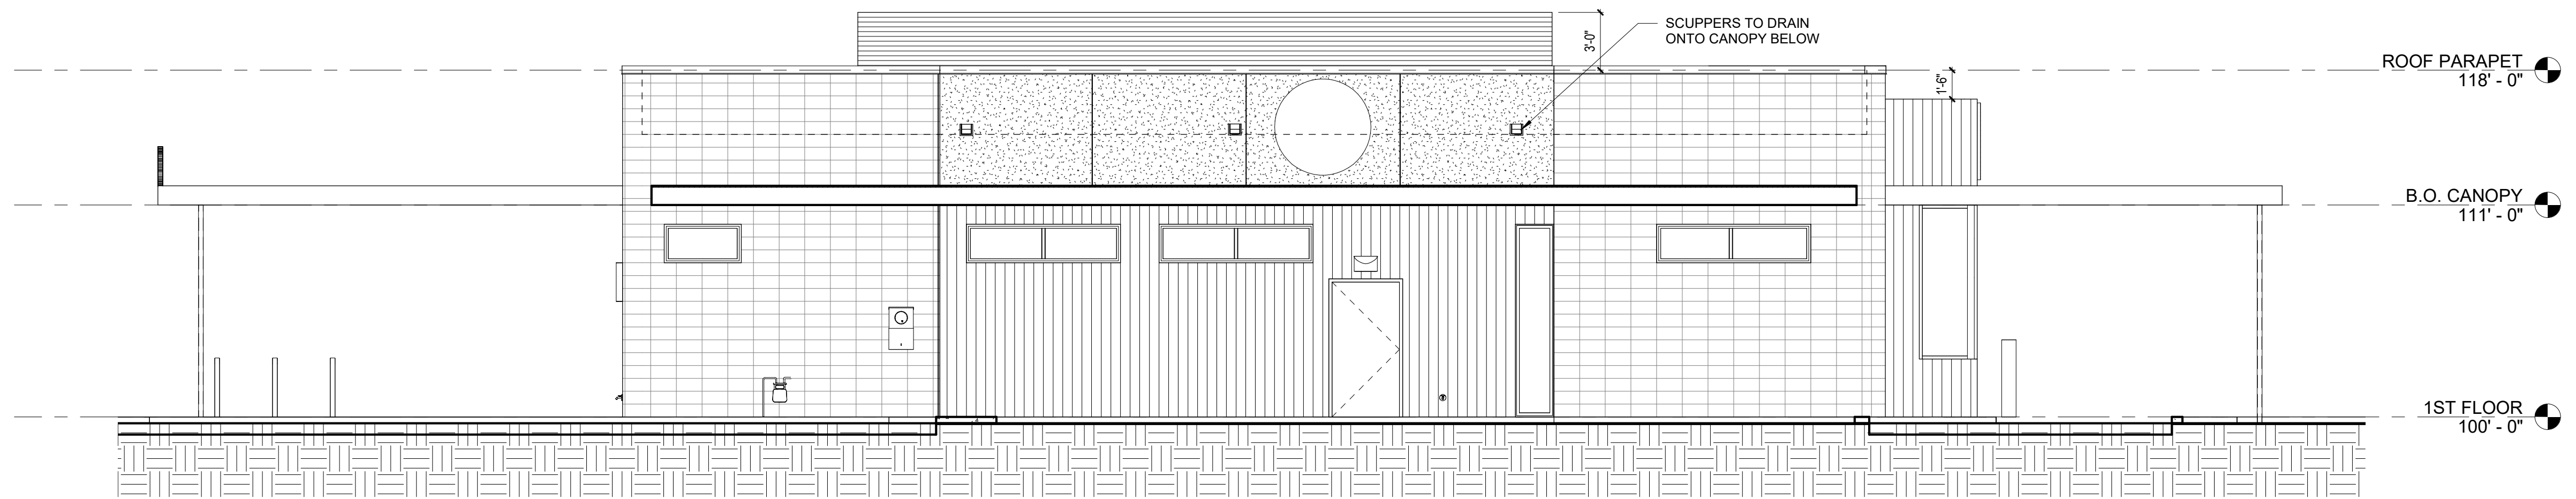 SCUPPERS TO DRAIN
ONTO CANOPY BELOW
3'-0"
ROOF PARAPET
118' - 0"
1'-6"
B.O. CANOPY
111' - 0"
1ST FLOOR
100' - 0"